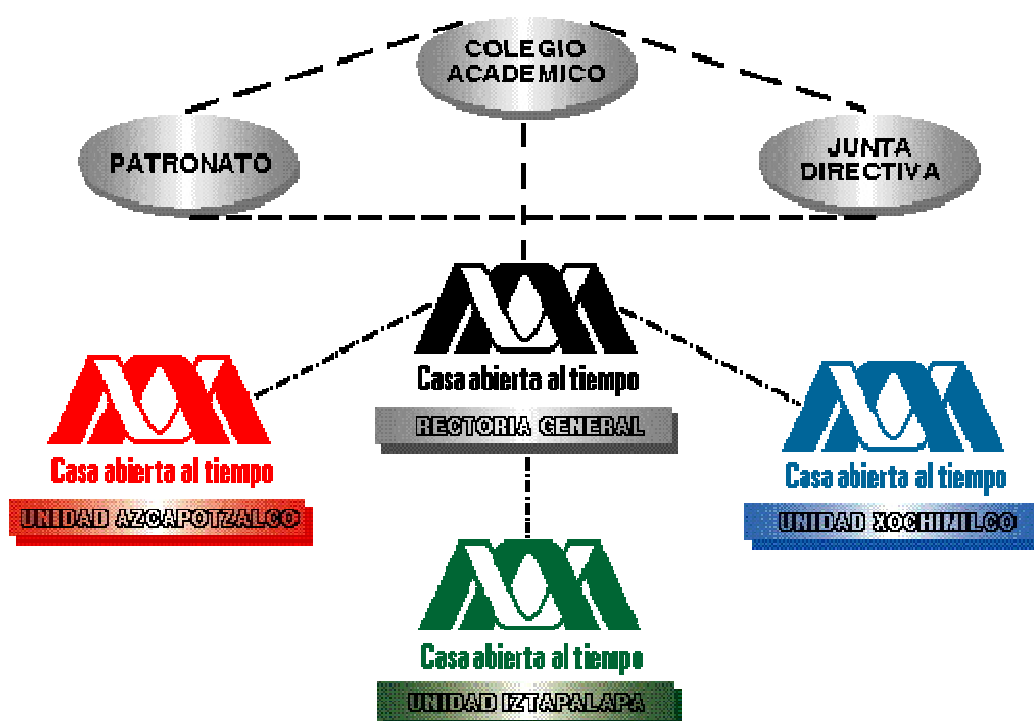 COLEGIO
ACADEMICO
PATRONATO
JUNTA
DIRECTIVA
Casa abierta al tiempo
RECTORIA GENERAL
Casa abierta al tiempo
UNIDAD AZCAPOTZALCO
Casa abierta al tiempo
UNIDAD XOCHIMILCO
Casa abierta al tiempo
UNIDAD IZTAPALAPA